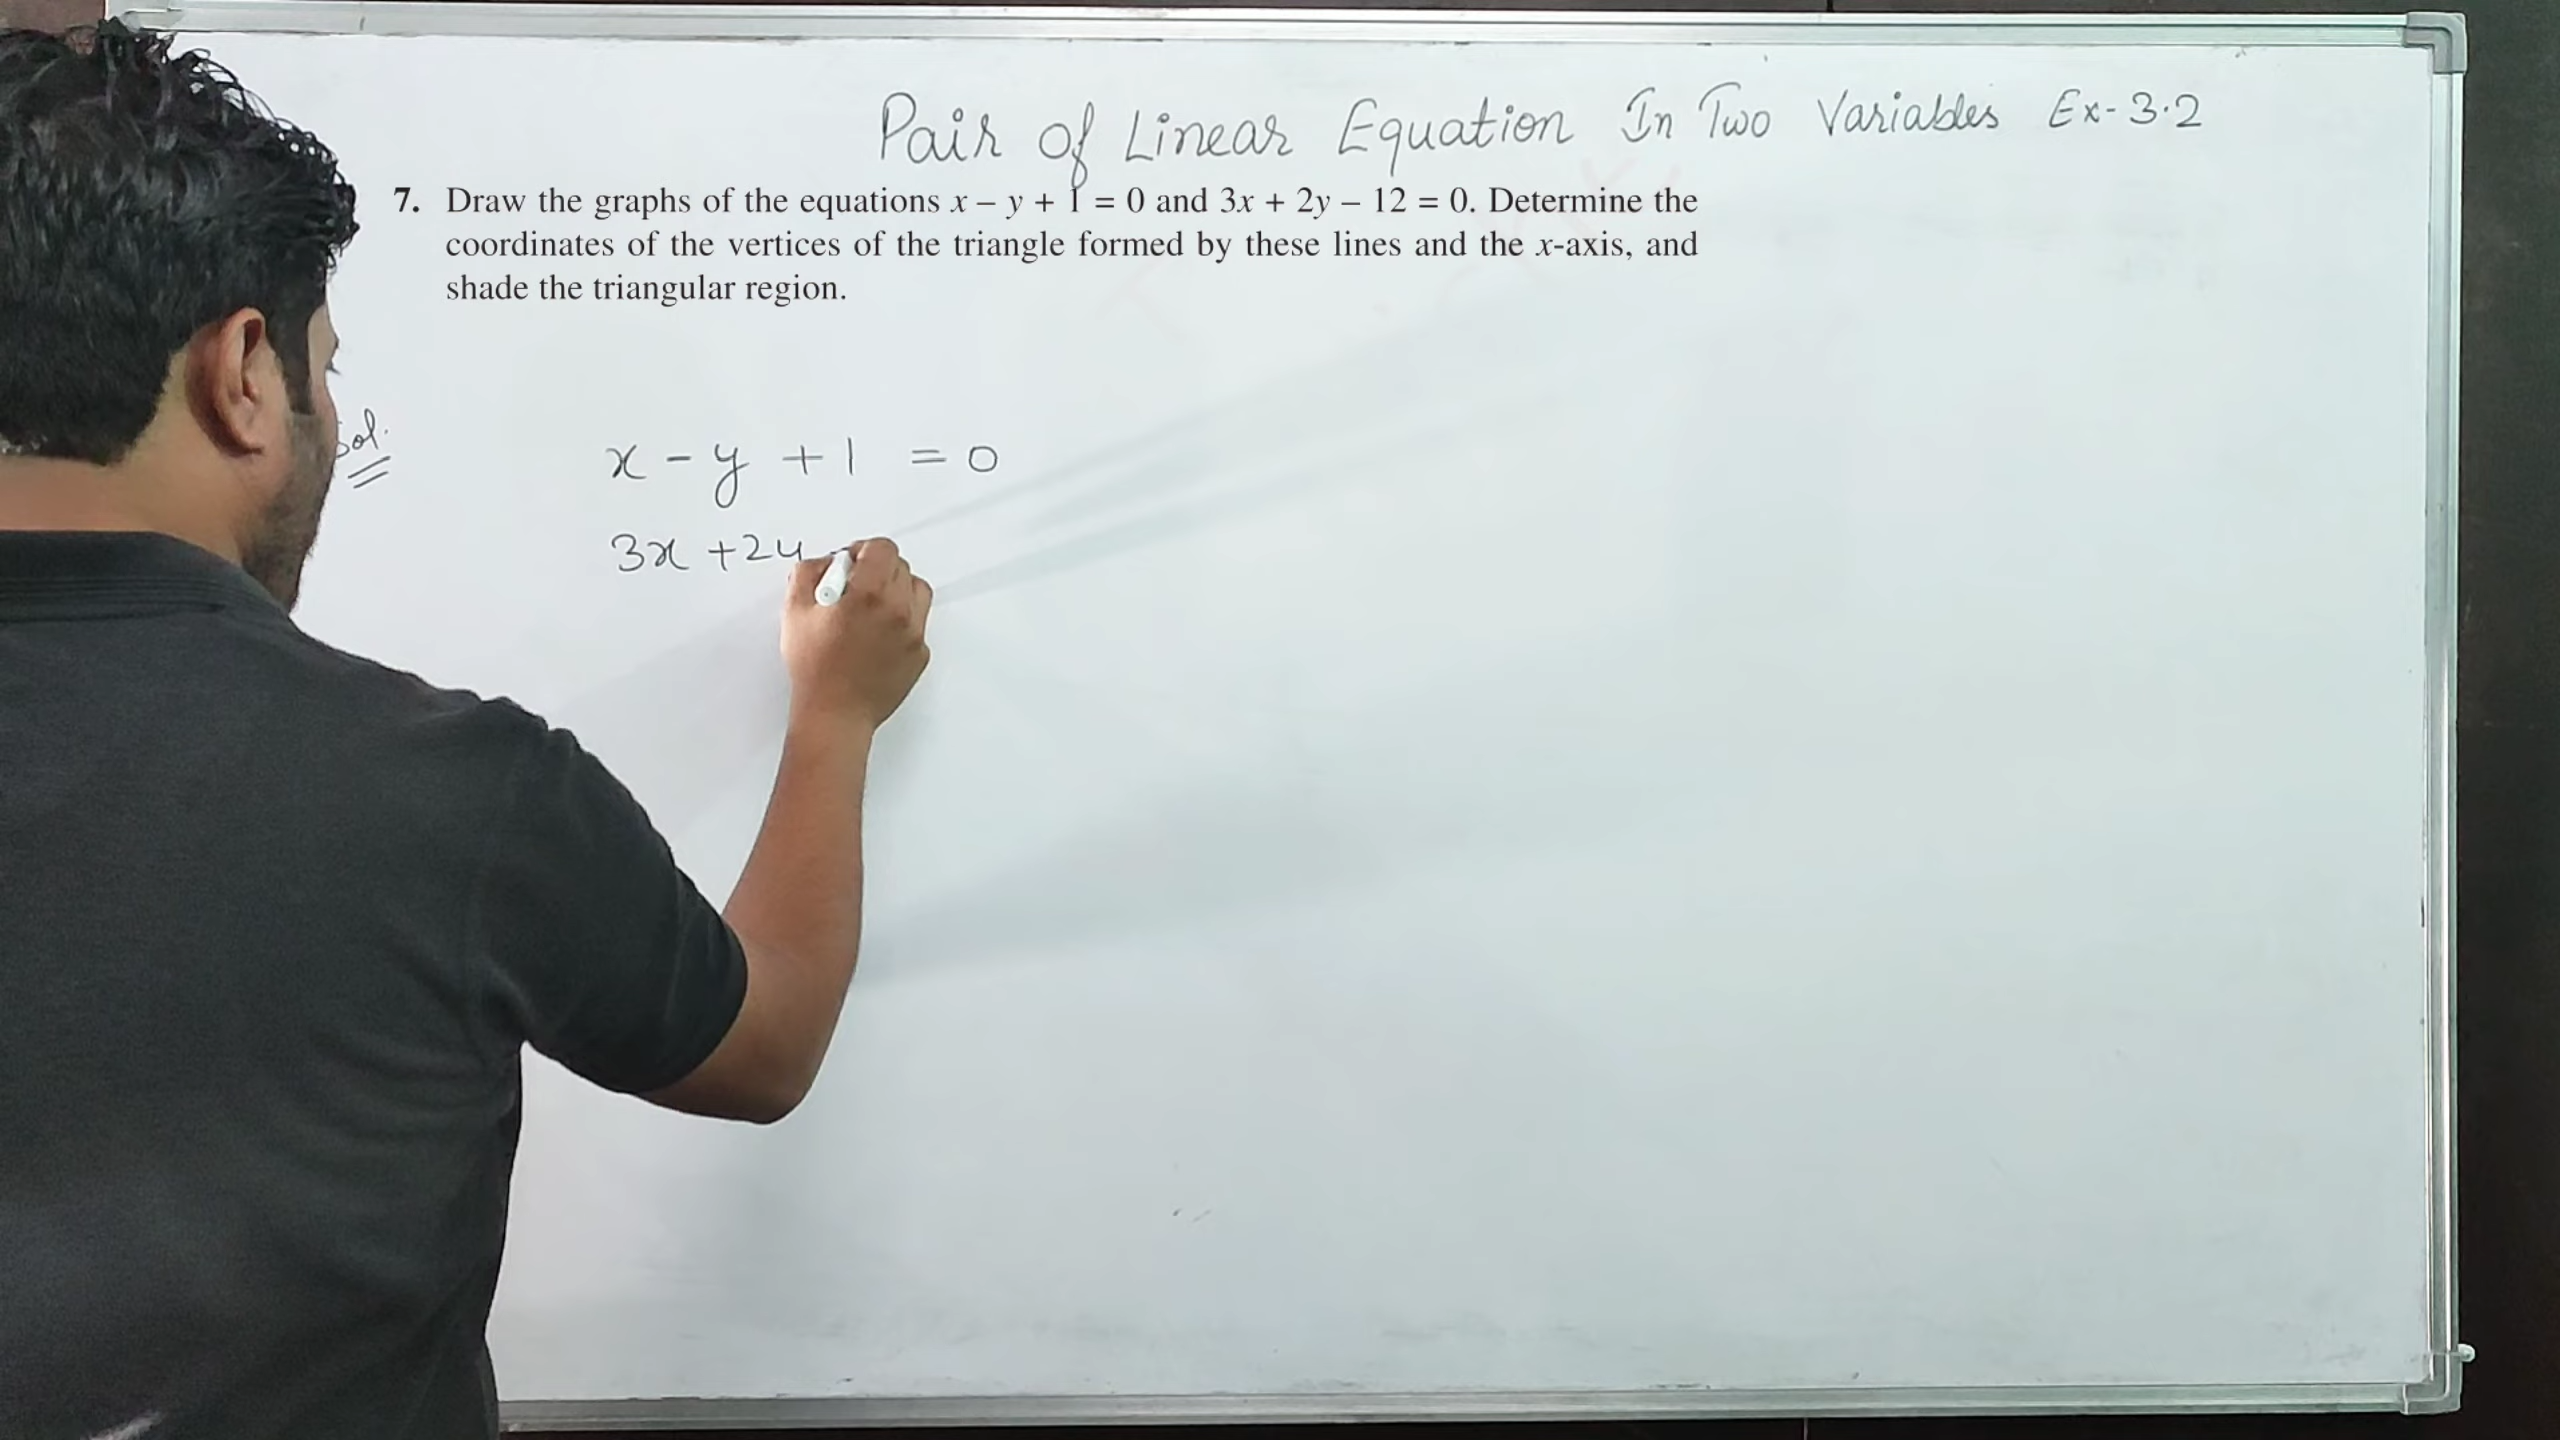 Pair of Linear Equation In Two Variables Ex-3.2
7. Draw the graphs of the equations x – y + 1 = 0 and 3x + 2y – 12 = 0. Determine the
coordinates of the vertices of the triangle formed by these lines and the x-axis, and
shade the triangular region.
Sol.
x - y + 1 = 0
3x + 2y -